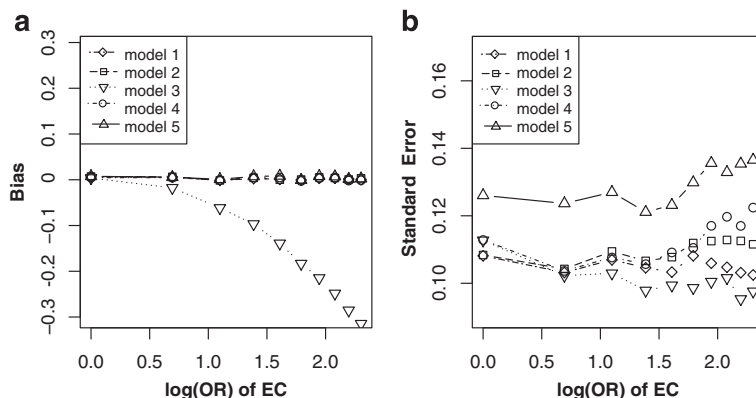 a
Bias
0.3
0.2
0.1
0
−0.1
−0.2
−0.3
model 1
model 2
model 3
model 4
model 5
0.0
0.5
1.0
1.5
2.0
log(OR) of EC
b
Standard Error
0.16
0.14
0.12
0.10
model 1
model 2
model 3
model 4
model 5
0.0
0.5
1.0
1.5
2.0
log(OR) of EC